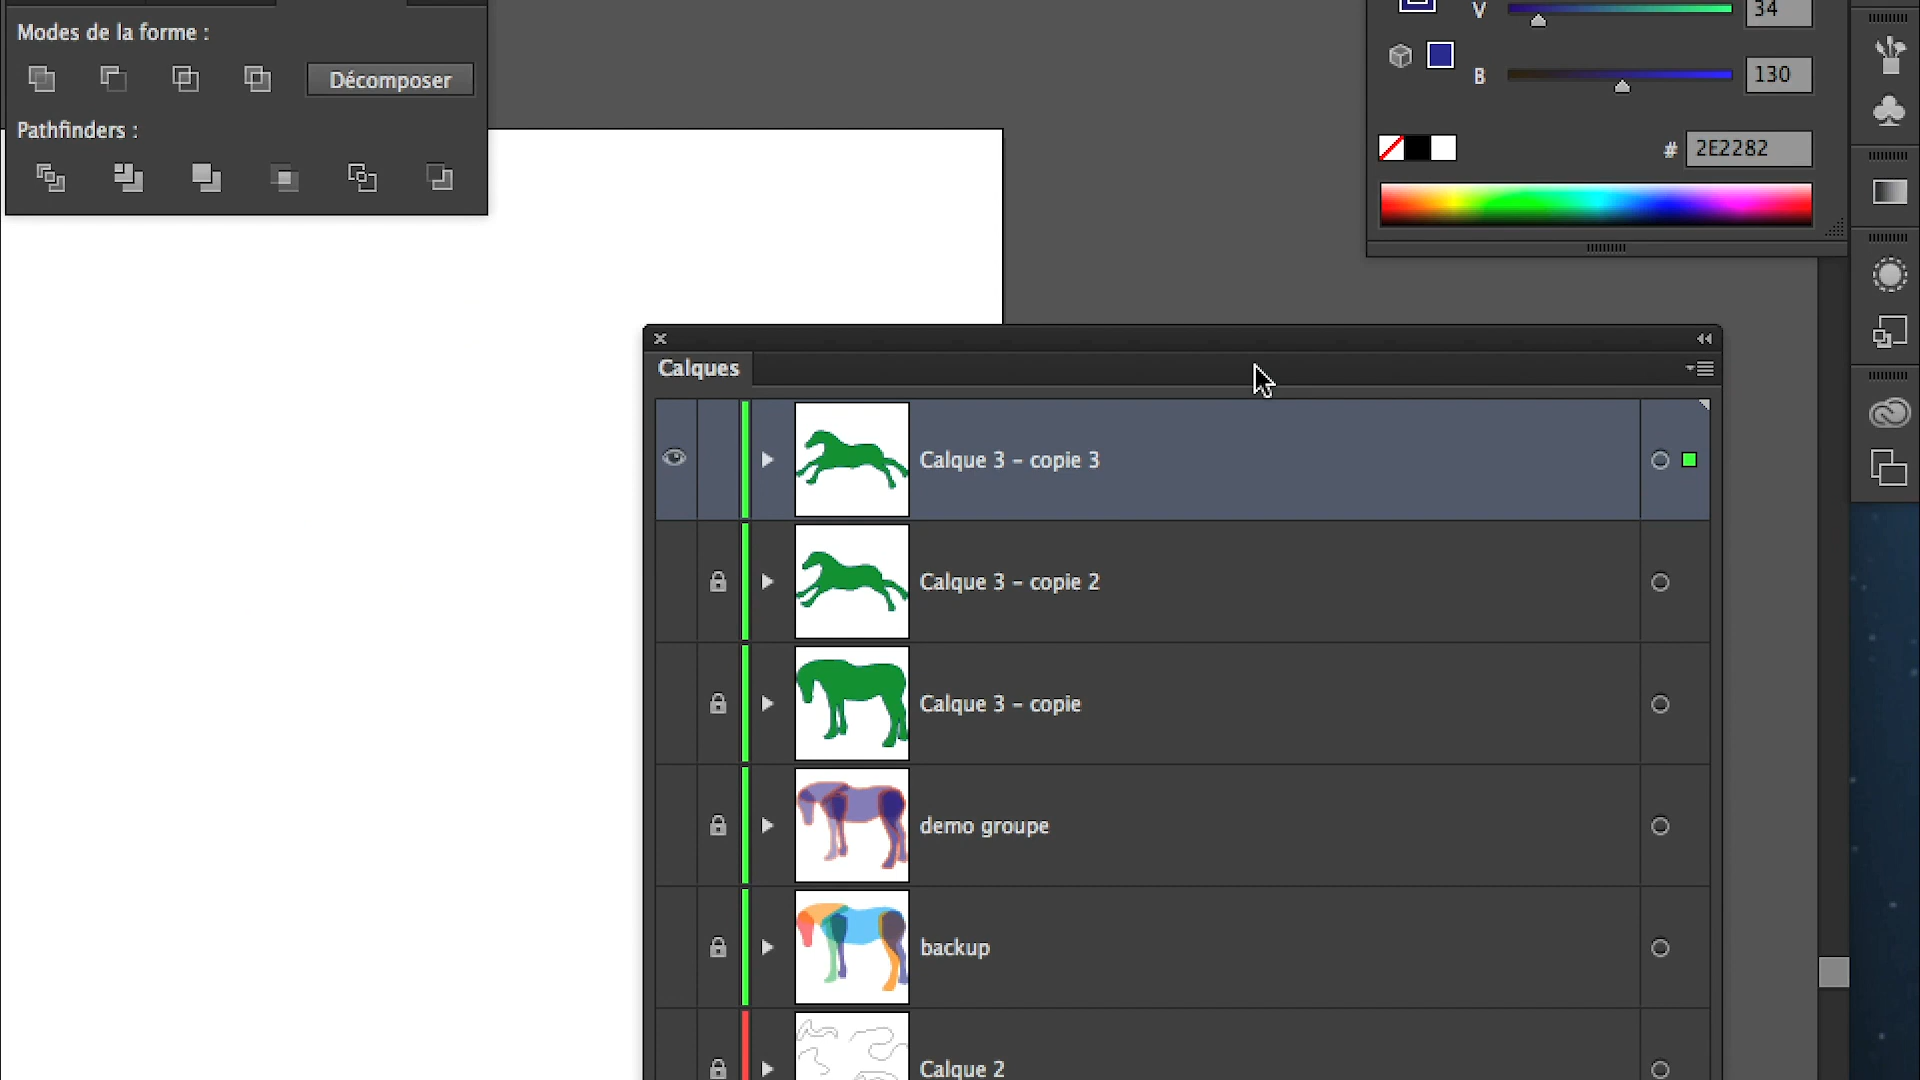 Modes de la forme :
Décomposer
Pathfinders :
V
34
B
130
#
2E2282
Calques
Calque 3 – copie 3
Calque 3 – copie 2
Calque 3 – copie
demo groupe
backup
Calque 2